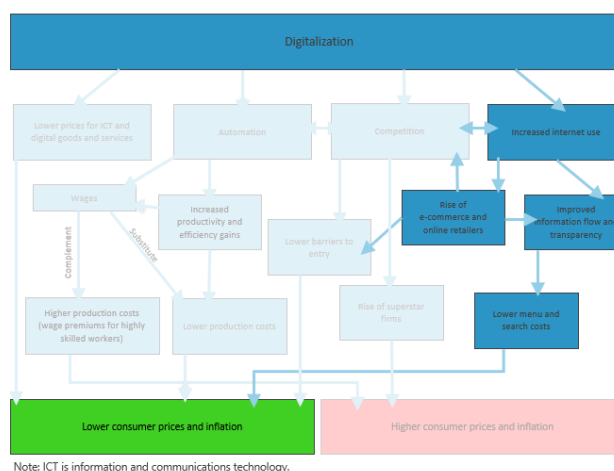 Digitalization
Lower prices for ICT and
digital goods and services
Automation
Competition
Increased internet use
Wages
Increased
productivity and
efficiency gains
Rise of
e-commerce and
online retailers
Improved
information flow and
transparency
Lower barriers to
entry
Complement
Substitute
Higher production costs
(wage premiums for highly
skilled workers)
Lower production costs
Rise of superstar
firms
Lower menu and
search costs
Lower consumer prices and inflation
Higher consumer prices and inflation
Note: ICT is information and communications technology.